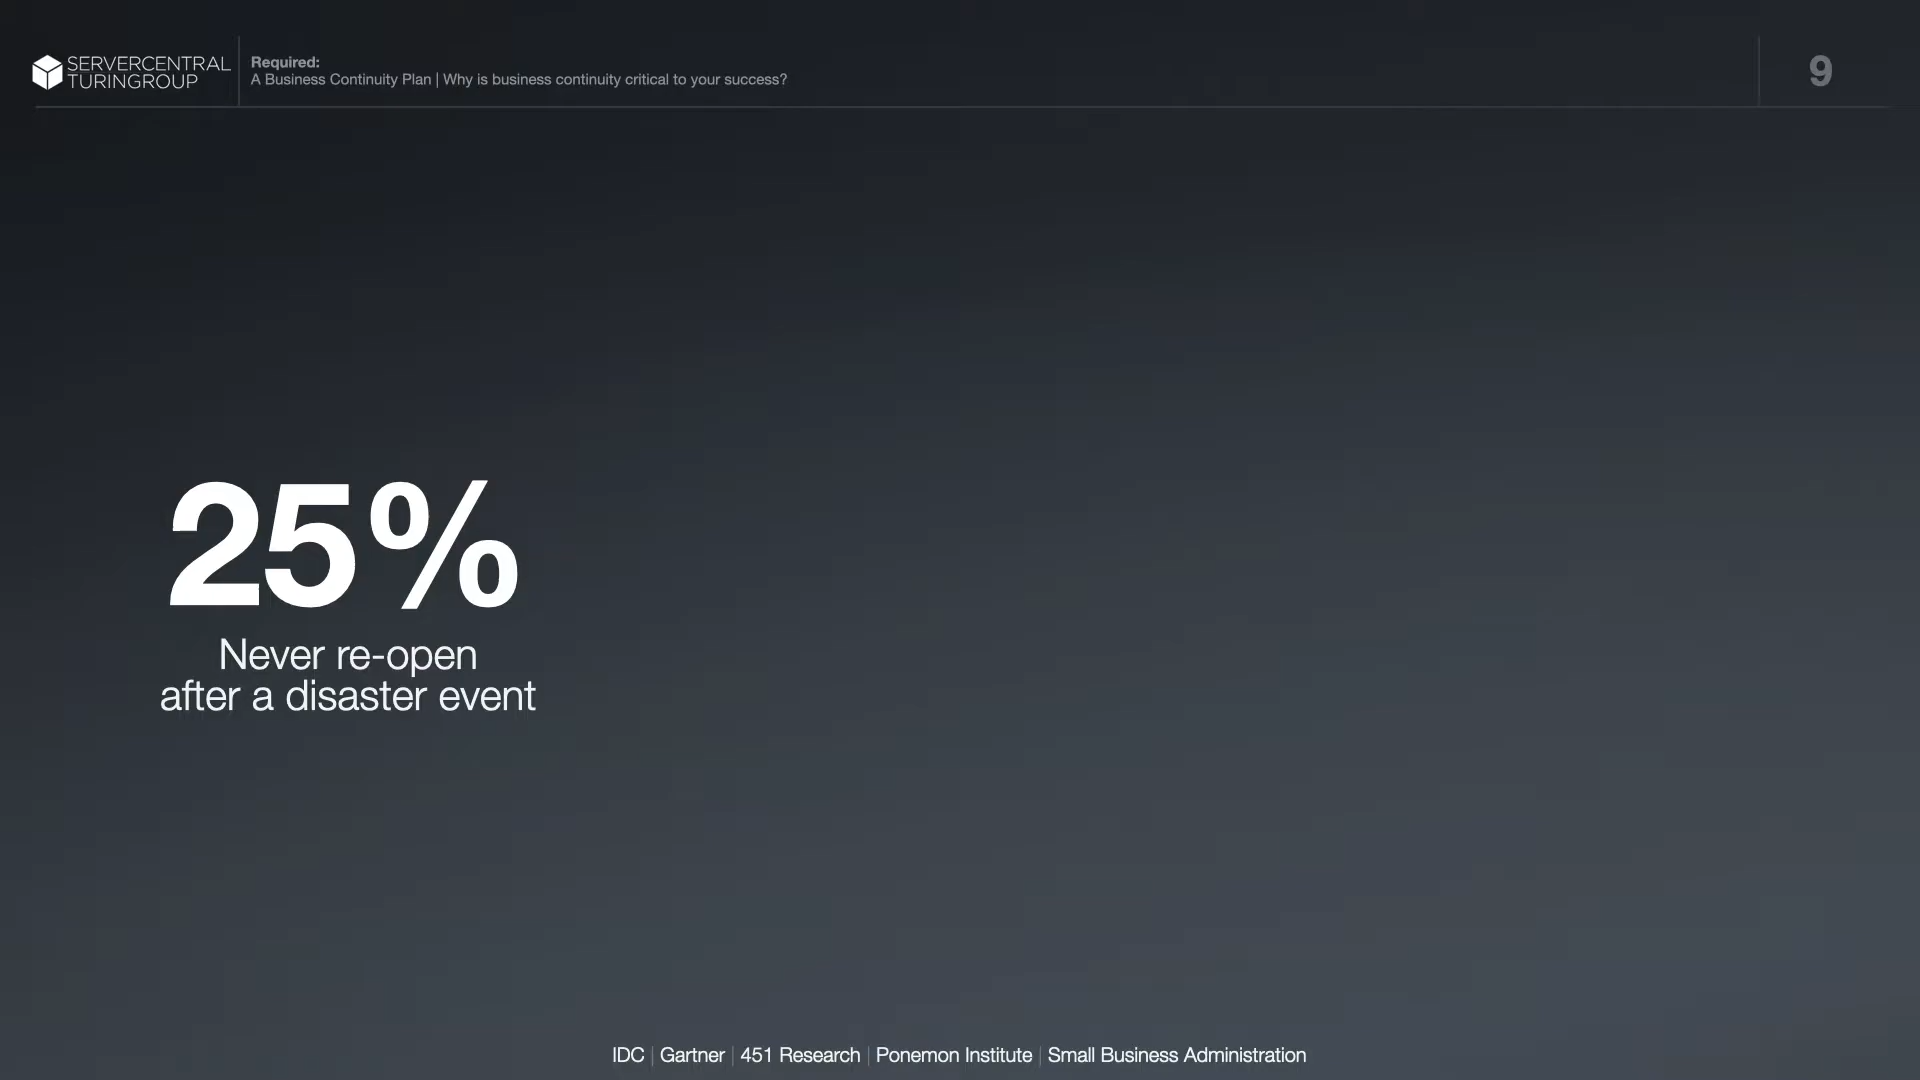 SERVERCENTRAL
TURINGROUP
Required:
A Business Continuity Plan | Why is business continuity critical to your success?
9
25%
Never re-open
after a disaster event
IDC | Gartner | 451 Research | Ponemon Institute | Small Business Administration